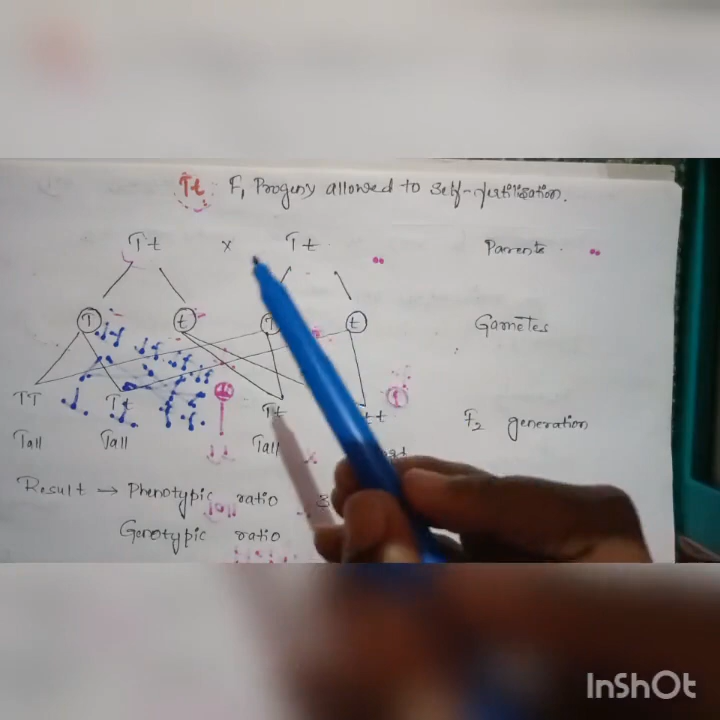 Tt F1 Progeny allowed to self-fertilisation.
Tt x Tt Parents
T t T t Gametes
TT Tt Tt tt F2 generation
Tall Tall Tall
Result → Phenotypic ratio 3
Genotypic ratio
InShOt